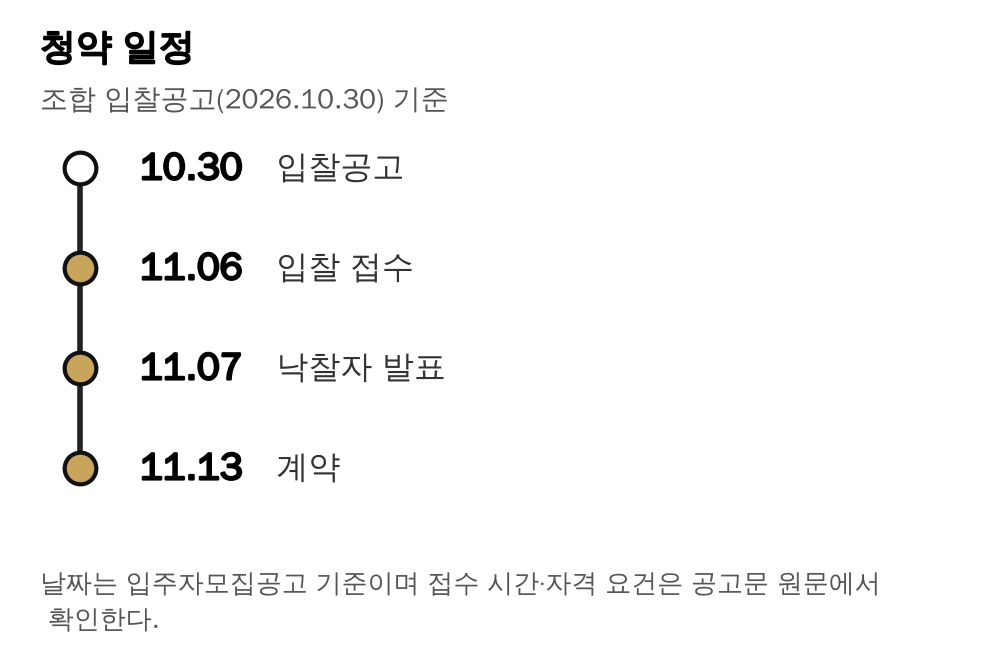 청약 일정
조합 입찰공고(2026.10.30) 기준
10.30 입찰공고
11.06 입찰 접수
11.07 낙찰자 발표
11.13 계약
날짜는 입주자모집공고 기준이며 접수 시간·자격 요건은 공고문 원문에서
확인한다.